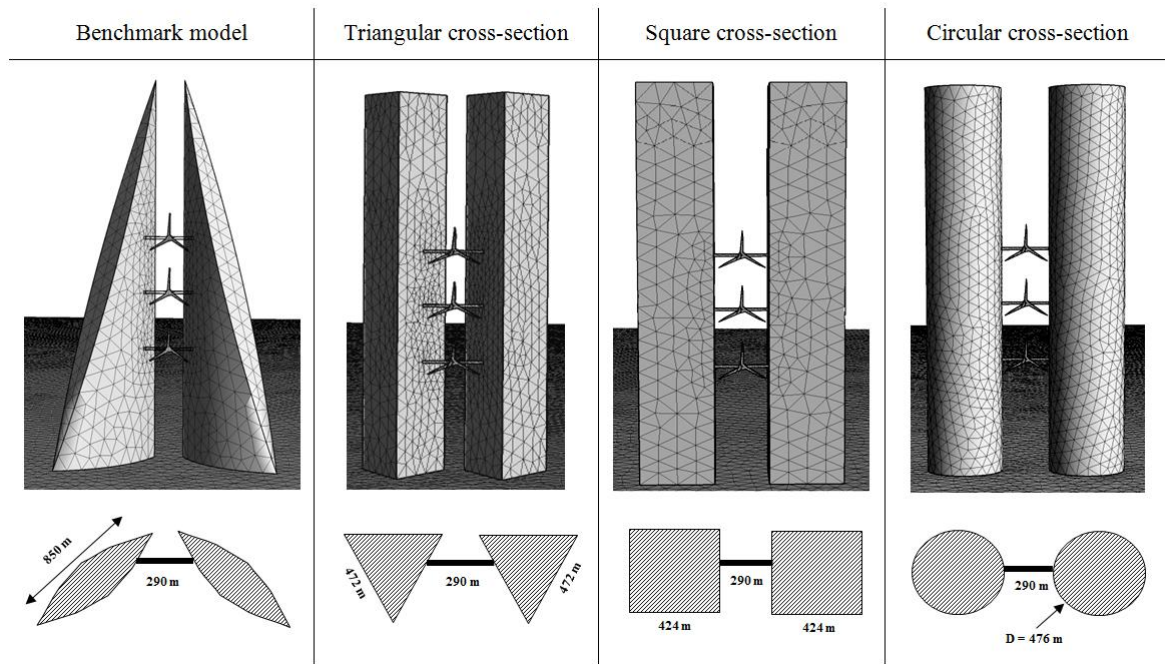 Benchmark model
Triangular cross-section
Square cross-section
Circular cross-section
850 m
290 m
472 m
290 m
472 m
290 m
424 m
424 m
290 m
D = 476 m